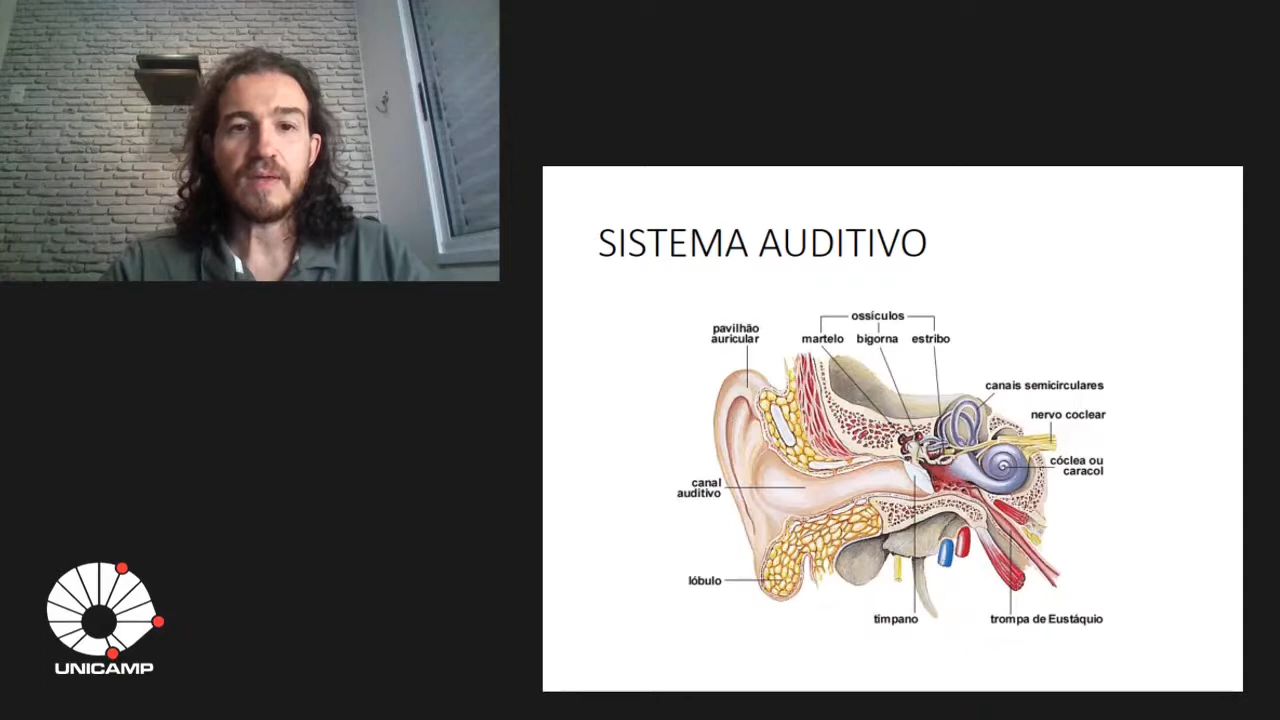 SISTEMA AUDITIVO
ossículos
pavilhão
auricular
martelo
bigorna
estribo
canais semicirculares
nervo coclear
cóclea ou
caracol
canal
auditivo
lóbulo
tímpano
trompa de Eustáquio
UNICAMP